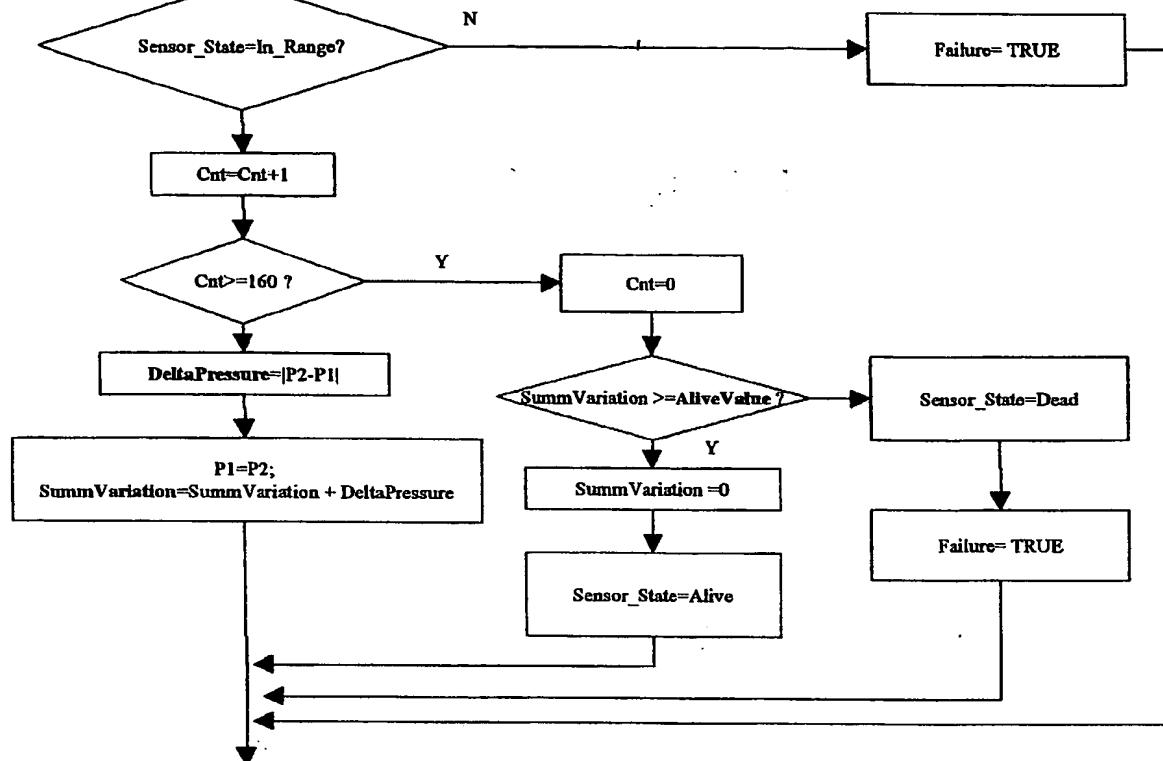 N
Sensor_State=In_Range?
Failure= TRUE
Cnt=Cnt+1
Cnt>=160 ?
Y
Cnt=0
DeltaPressure=|P2-P1|
SummVariation >=AliveValue ?
Sensor_State=Dead
Y
P1=P2;
SummVariation=SummVariation + DeltaPressure
SummVariation =0
Failure= TRUE
Sensor_State=Alive